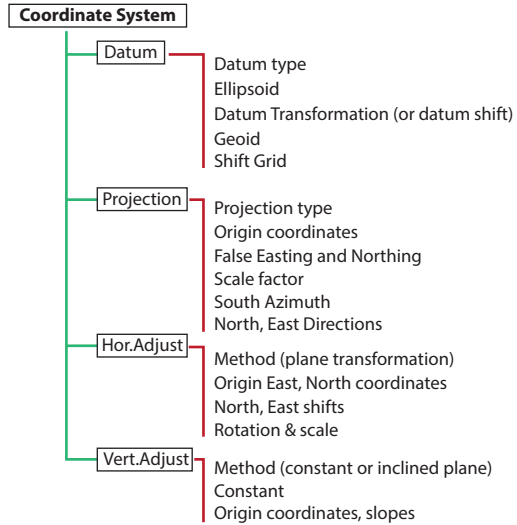 Coordinate System
Datum
Datum type
Ellipsoid
Datum Transformation (or datum shift)
Geoid
Shift Grid
Projection
Projection type
Origin coordinates
False Easting and Northing
Scale factor
South Azimuth
North, East Directions
Hor.Adjust
Method (plane transformation)
Origin East, North coordinates
North, East shifts
Rotation & scale
Vert.Adjust
Method (constant or inclined plane)
Constant
Origin coordinates, slopes